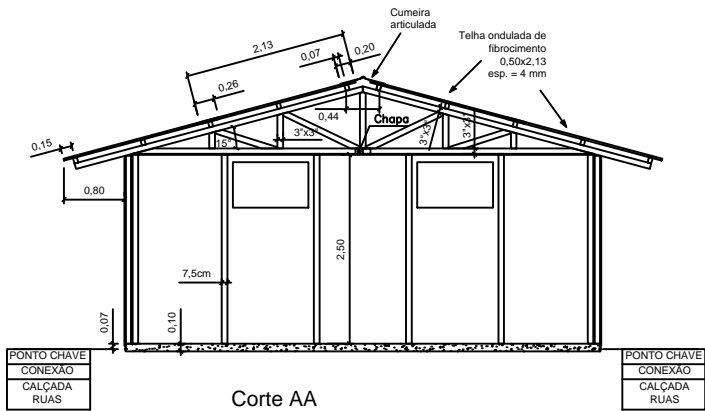 Cumeira
articulada
2,13
0,07
0,20
Telha ondulada de
fibrocimento
0,50x2,13
esp. = 4 mm
0,26
0,44
Chapa
0,15
15°
3"x3"
3"x3"
3"x3"
0,80
2,50
7,5cm
0,07
0,10
PONTO CHAVE
CONEXÃO
CALÇADA
RUAS
PONTO CHAVE
CONEXÃO
CALÇADA
RUAS
Corte AA